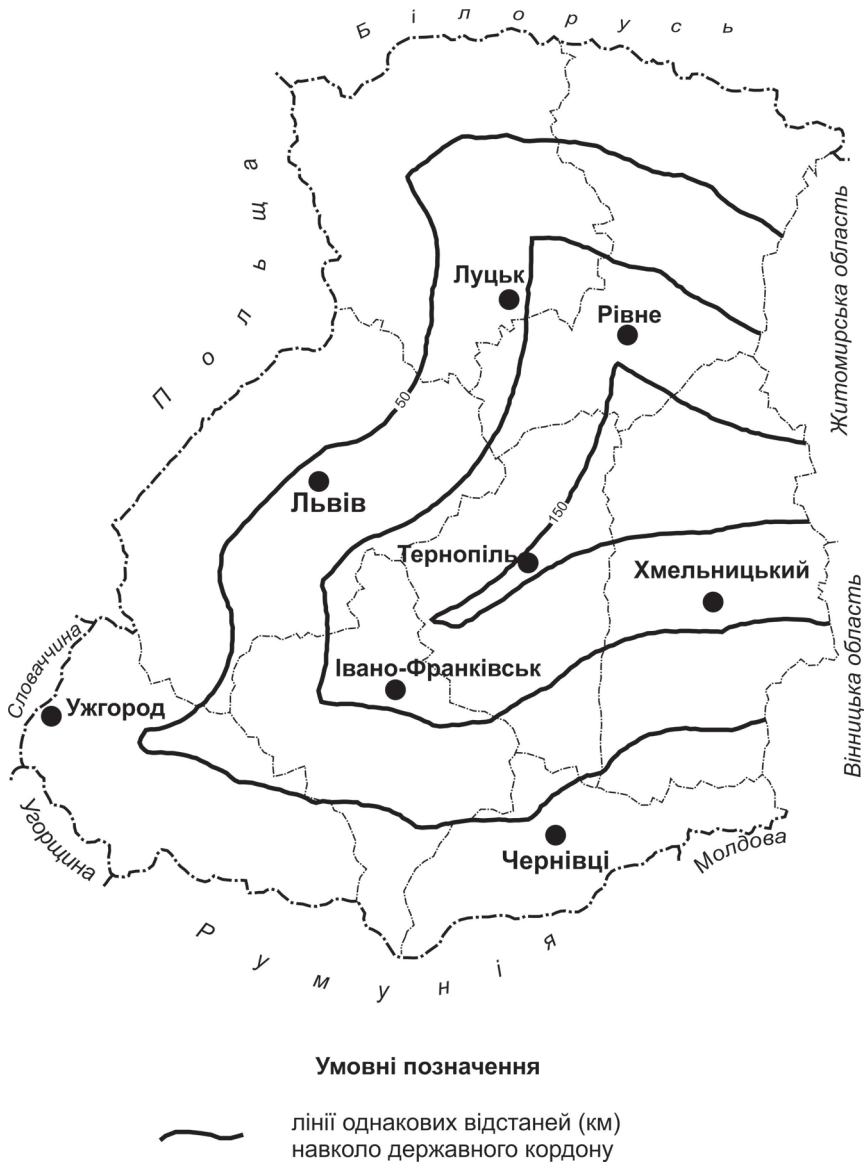 Білорусь
Польща
Житомирська область
Луцьк
Рівне
50
Львів
150
Тернопіль
Хмельницький
Словаччина
Івано-Франківськ
Ужгород
Вінницька область
Угорщина
Чернівці
Молдова
Румунія
Умовні позначення
лінії однакових відстаней (км)
навколо державного кордону